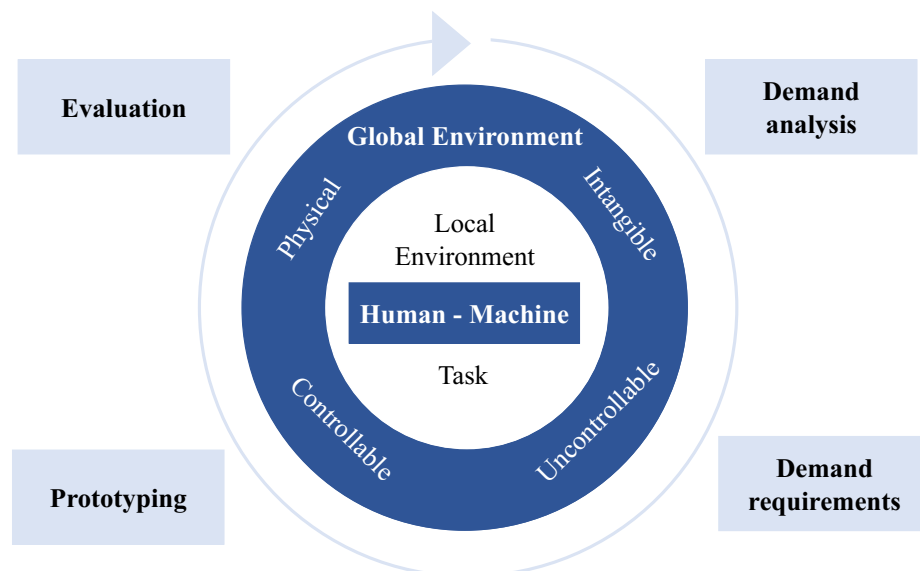 Evaluation
Demand
analysis
Global Environment
Physical
Intangible
Local
Environment
Human - Machine
Task
Controllable
Uncontrollable
Prototyping
Demand
requirements